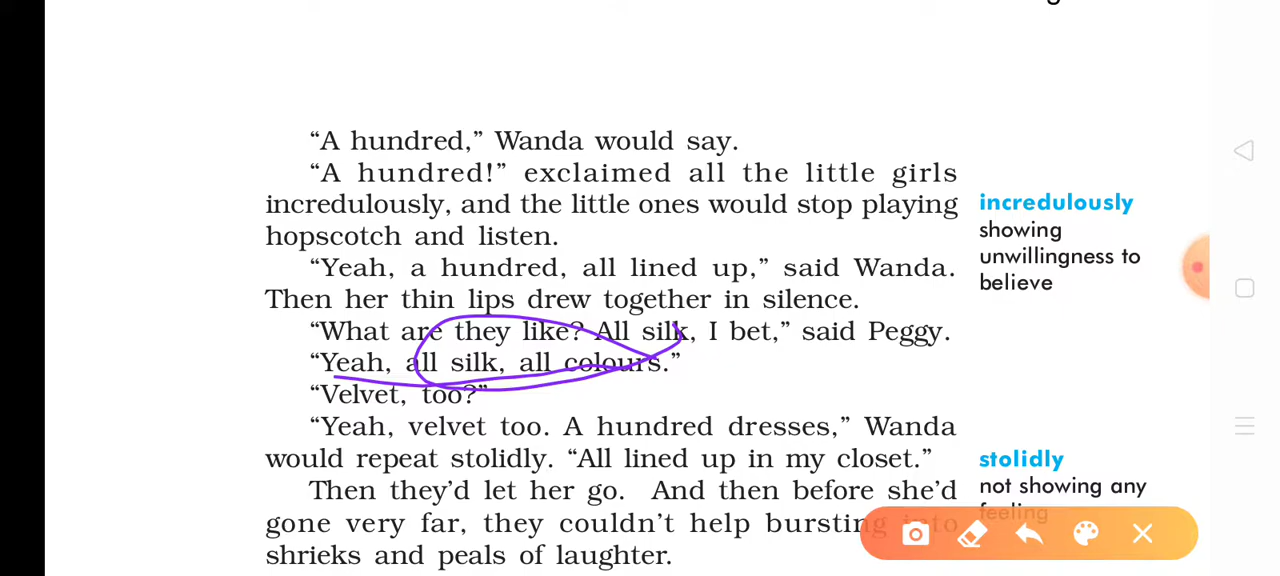 “A hundred,” Wanda would say.
“A hundred!” exclaimed all the little girls
incredulously, and the little ones would stop playing
hopscotch and listen.
“Yeah, a hundred, all lined up,” said Wanda.
Then her thin lips drew together in silence.
“What are they like? All silk, I bet,” said Peggy.
“Yeah, all silk, all colours.”
“Velvet, too?”
“Yeah, velvet too. A hundred dresses,” Wanda
would repeat stolidly. “All lined up in my closet.”
Then they’d let her go. And then before she’d
gone very far, they couldn’t help bursting into
shrieks and peals of laughter.
incredulously
showing
unwillingness to
believe
stolidly
not showing any
feeling